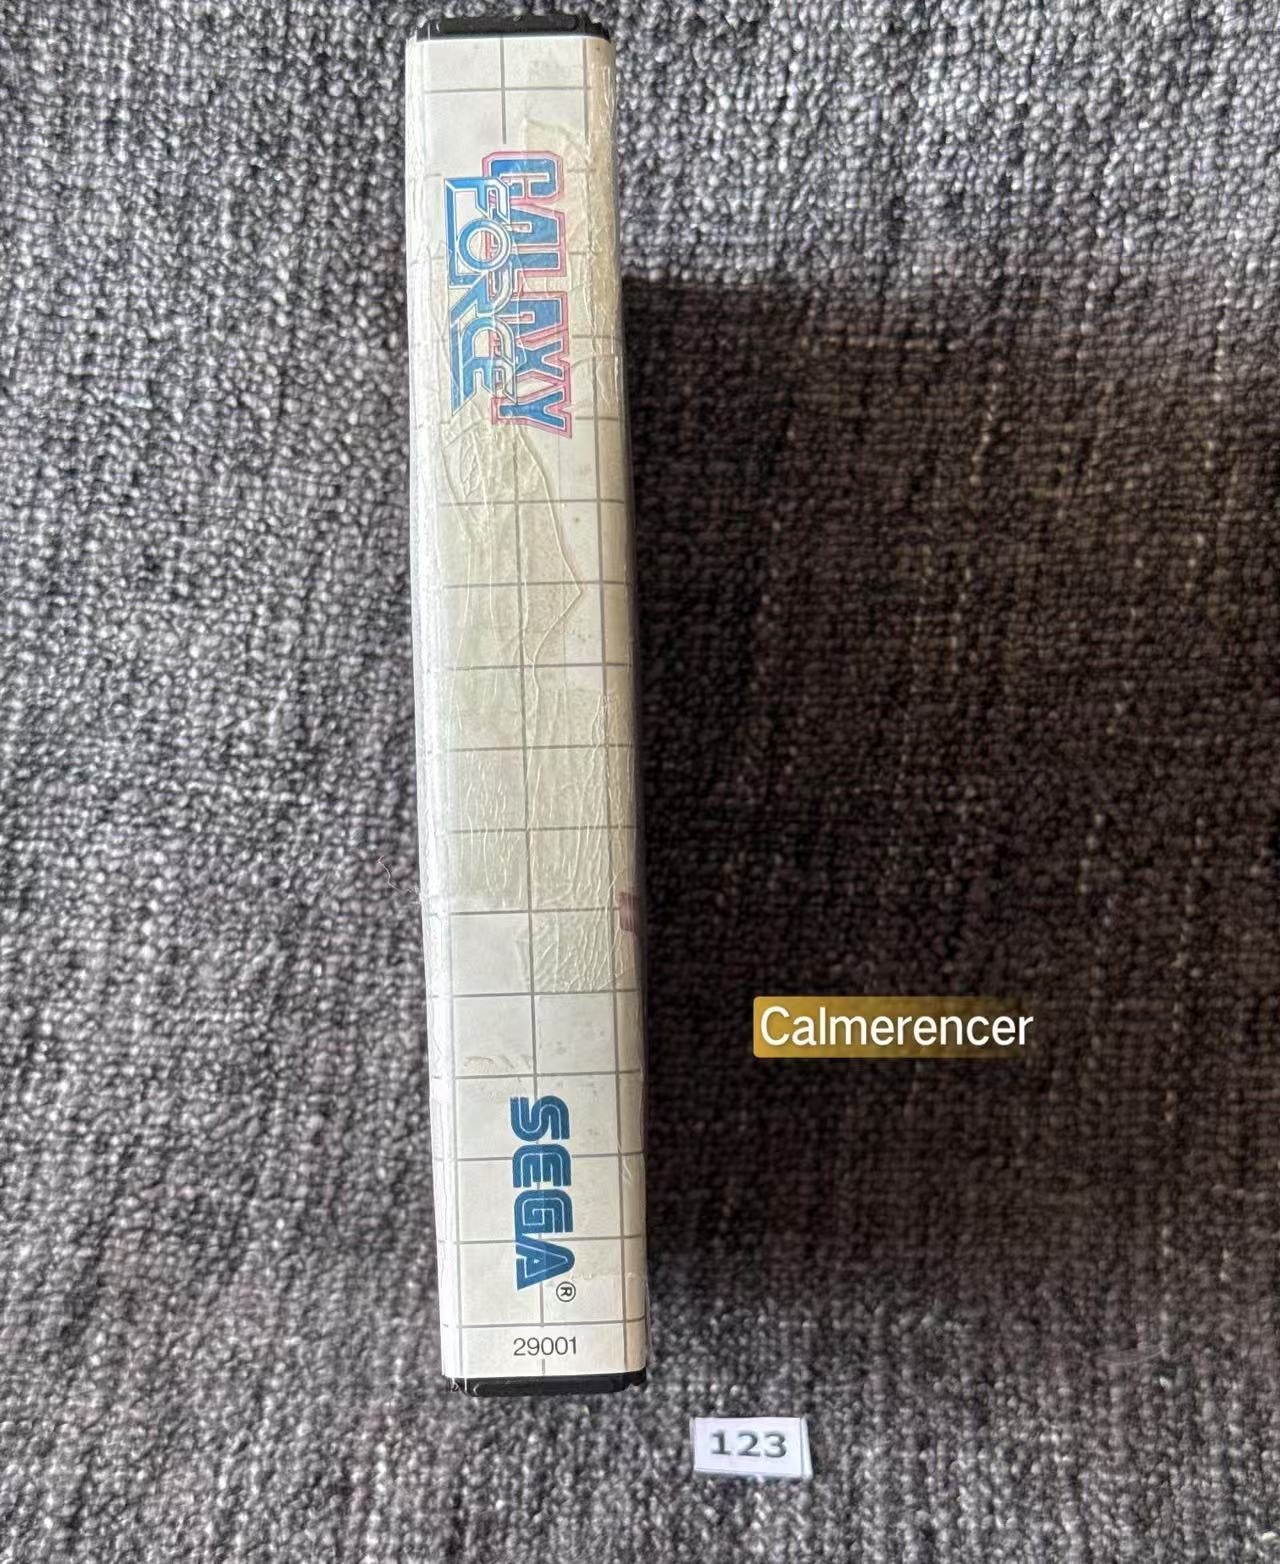 GALAXY
FORCE
SEGA®
29001
Calmerencer
123